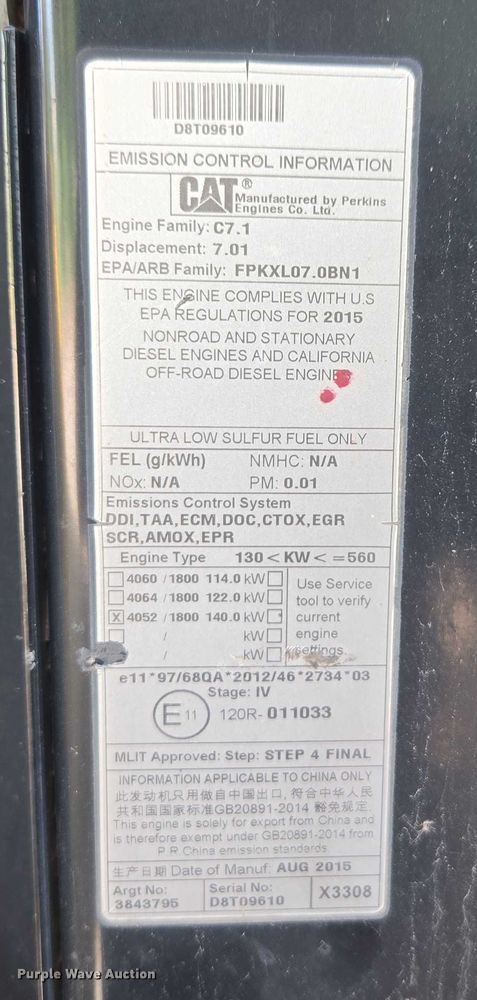 D8T09610
EMISSION CONTROL INFORMATION
CAT® Manufactured by Perkins
Engines Co. Ltd.
Engine Family: C7.1
Displacement: 7.01
EPA/ARB Family: FPKXL07.0BN1
THIS ENGINE COMPLIES WITH U.S
EPA REGULATIONS FOR 2015
NONROAD AND STATIONARY
DIESEL ENGINES AND CALIFORNIA
OFF-ROAD DIESEL ENGINES
ULTRA LOW SULFUR FUEL ONLY
FEL (g/kWh) NMHC: N/A
NOx: N/A PM: 0.01
Emissions Control System
DDI,TAA,ECM,DOC,CTOX,EGR
SCR,AMOX,EPR
Engine Type 130 < KW < =560
4060 / 1800 114.0 kW
4064 / 1800 122.0 kW
X 4052 / 1800 140.0 kW
/ kW
/ kW
Use Service
tool to verify
current
engine
settings.
e11*97/68QA*2012/46*2734*03
Stage: IV
E 11 120R- 011033
MLIT Approved: Step: STEP 4 FINAL
INFORMATION APPLICABLE TO CHINA ONLY
此发动机只用做自中国出口, 符合中华人民
共和国国家标准GB20891-2014 豁免规定.
This engine is solely for export from China and
is therefore exempt under GB20891-2014 from
P.R.China emission standards.
生产日期 Date of Manuf: AUG 2015
Argt No: 3843795
Serial No: D8T09610
X3308
Purple Wave Auction